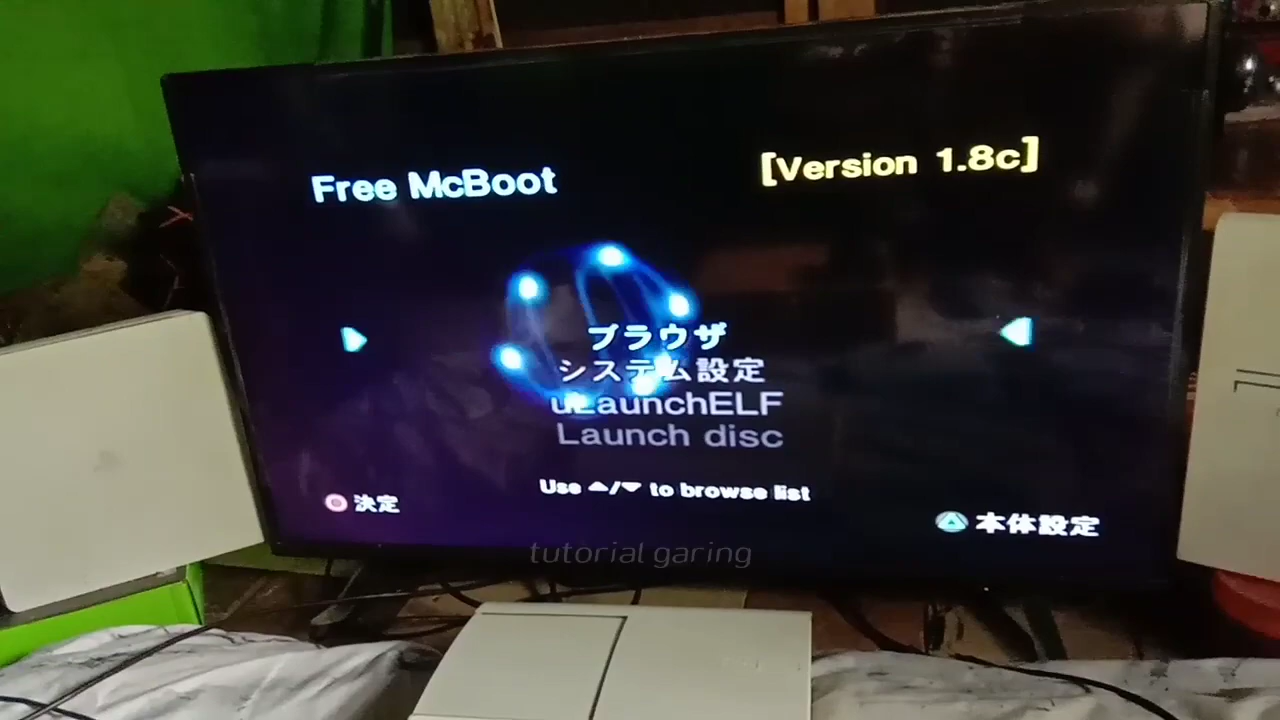 Free McBoot
[Version 1.8c]
ブラウザ
システム設定
uLaunchELF
Launch disc
Use ▲/▼ to browse list
決定
本体設定
tutorial garing